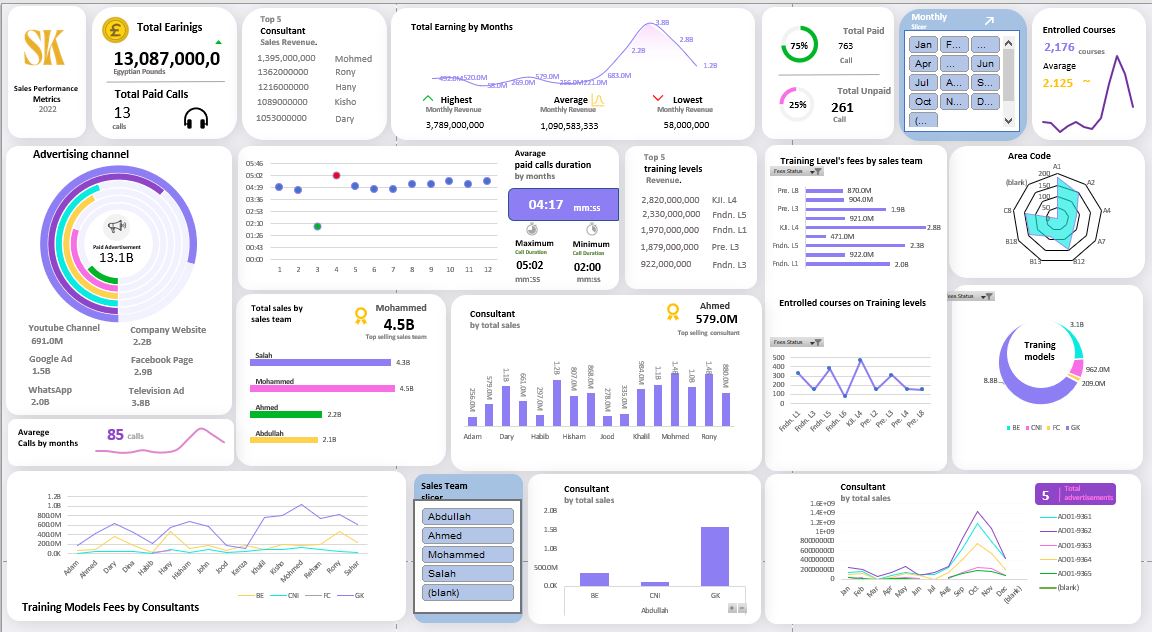 SK
Sales Performance
Metrics
2022
Total Earnings
13,087,000,0
Egyptian Pounds
Total Paid Calls
13
calls
Top 5
Consultant
Sales Revenue.
1,395,000,000 Mohmed
1362000000 Rony
1216000000 Hany
1089000000 Kisho
1053000000 Dary
Total Earning by Months
492.0M 520.0M 58.0M 269.0M 579.0M 256.0M 221.0M 683.0M 2.2B 3.8B 2.8B 1.2B
Highest
Monthly Revenue
3,789,000,000
Average
Monthly Revenue
1,090,583,333
Lowest
Monthly Revenue
58,000,000
75%
Total Paid
763
Call
25%
Total Unpaid
261
Call
Monthly
Slicer
Jan F... ...
Apr ... Jun
Jul A... S...
Oct N... D...
(...
Entrolled Courses
2,176 courses
Avarage
2.125 ~
Advertising channel
Paid Advertisement
13.1B
Youtube Channel
691.0M
Company Website
2.2B
Google Ad
1.5B
Facebook Page
2.9B
WhatsApp
2.0B
Television Ad
3.8B
05:46
05:02
04:19
03:36
02:53
02:10
01:26
00:43
00:00
1 2 3 4 5 6 7 8 9 10 11 12
Avarage
paid calls duration
by months
04:17 mm:ss
Maximum
Call Duration
05:02
mm:ss
Minimum
Call Duration
02:00
mm:ss
Top 5
training levels
Revenue.
2,820,000,000 KJl. L4
2,330,000,000 Fndn. L5
1,970,000,000 Fndn. L1
1,879,000,000 Pre. L3
922,000,000 Fndn. L3
Training Level's fees by sales team
Fees Status
Pre. L8 870.0M
904.0M
Pre. L3 1.9B
921.0M
KJl. L4 2.8B
471.0M
Fndn. L5 2.3B
922.0M
Fndn. L1 2.0B
Area Code
A1
A2
A4
A7
B12
B13
B18
C8
(blank)
200
150
100
50
Total sales by
sales team
Mohammed
4.5B
Top selling sales team
Salah
4.3B
Mohammed
4.5B
Ahmed
2.2B
Abdullah
2.1B
Consultant
by total sales
Ahmed
579.0M
Top selling consultant
256.0M 579.0M 1.1B 661.0M 297.0M 1.2B 807.0M 868.0M 278.0M 335.0M 984.0M 1.1B 1.4B 1.0B 1.4B 880.0M
Adam Dary Habib Hisham Jood Khalil Mohmed Rony
Entrolled courses on Training levels
Fees Status
500
400
300
200
100
0
Fndn. L1 Fndn. L3 Fndn. L5 Fndn. L6 KJl. L4 Pre. L2 Pre. L3 Pre. L4 Pre. L8
Fees Status
Traning
models
3.1B
962.0M
209.0M
8.8B
BE CNI FC GK
Avarege
Calls by months
85 calls
1.2B
1.0B
800.0M
600.0M
400.0M
200.0M
0.0K
Adam Ahmed Dary Dika Habib Hany Hisham John Jood Kenza Khalil Kisho Mohmed Reham Rony Sahar
BE CNI FC GK
Training Models Fees by Consultants
Sales Team
slicer
Abdullah
Ahmed
Mohammed
Salah
(blank)
Consultant
by total sales
2.0B
1.5B
1.0B
500.0M
0.0K
BE CNI GK
Abdullah
Consultant
by total sales
5 Total
advertisements
1.6E+09
1.4E+09
1.2E+09
1E+09
800000000
600000000
400000000
200000000
0
Jan Feb Mar Apr May Jun Jul Aug Sep Oct Nov Dec (blank)
AD01-9361
AD01-9362
AD01-9363
AD01-9364
AD01-9365
(blank)